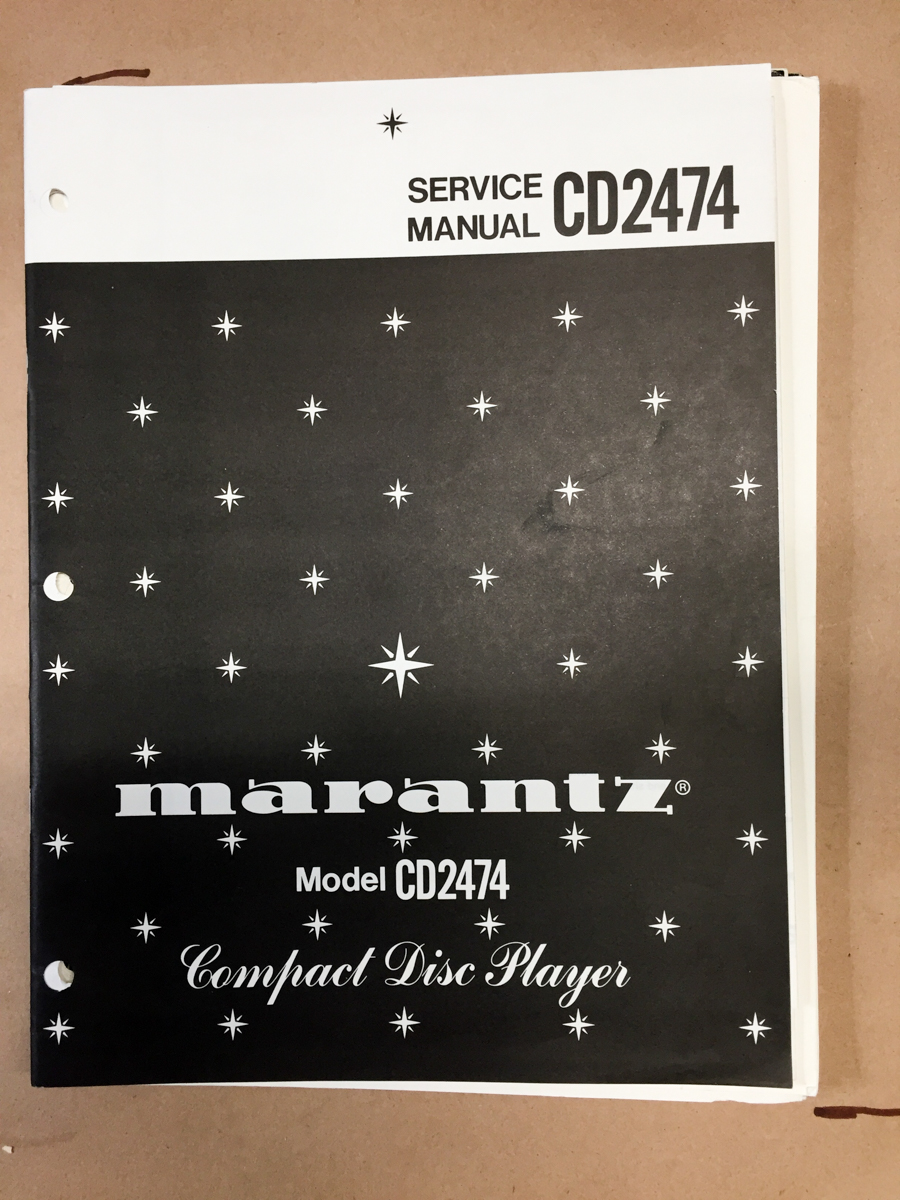 SERVICE
MANUAL CD2474
marantz®
Model CD2474
Compact Disc Player